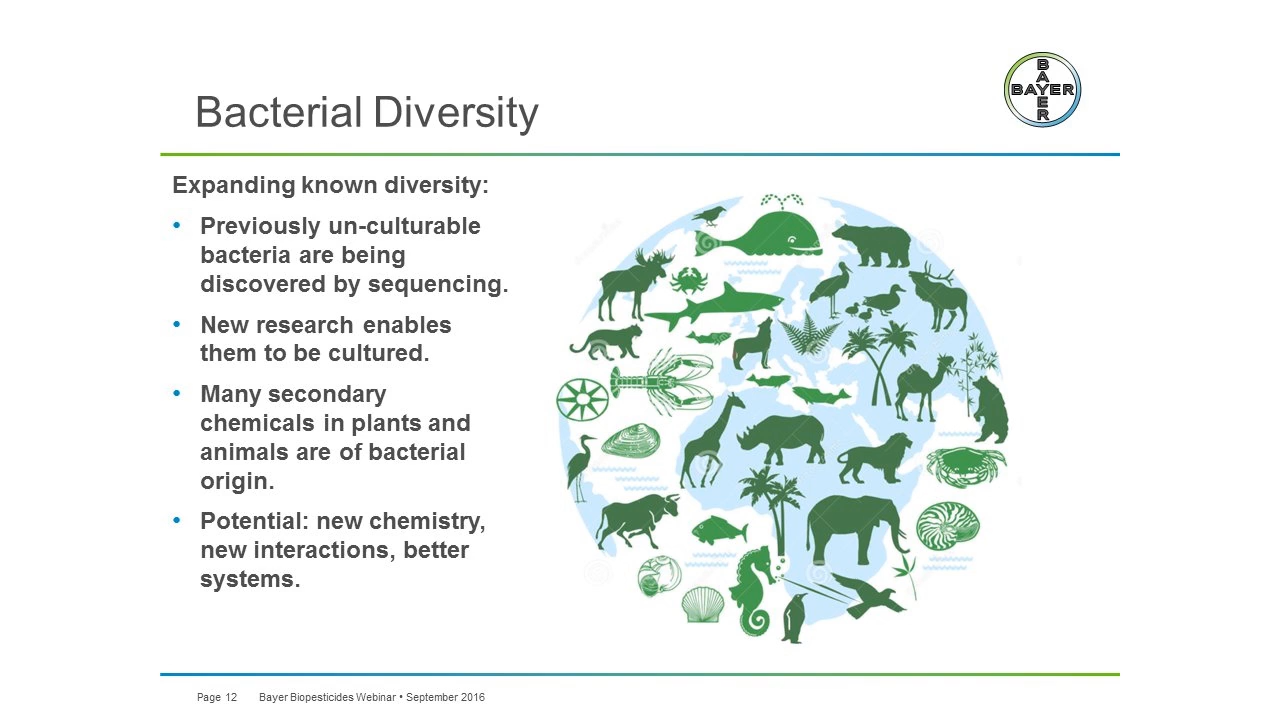 Bacterial Diversity
BAYER
BAYER
Expanding known diversity:
• Previously un-culturable
bacteria are being
discovered by sequencing.
• New research enables
them to be cultured.
• Many secondary
chemicals in plants and
animals are of bacterial
origin.
• Potential: new chemistry,
new interactions, better
systems.
Page 12 Bayer Biopesticides Webinar • September 2016